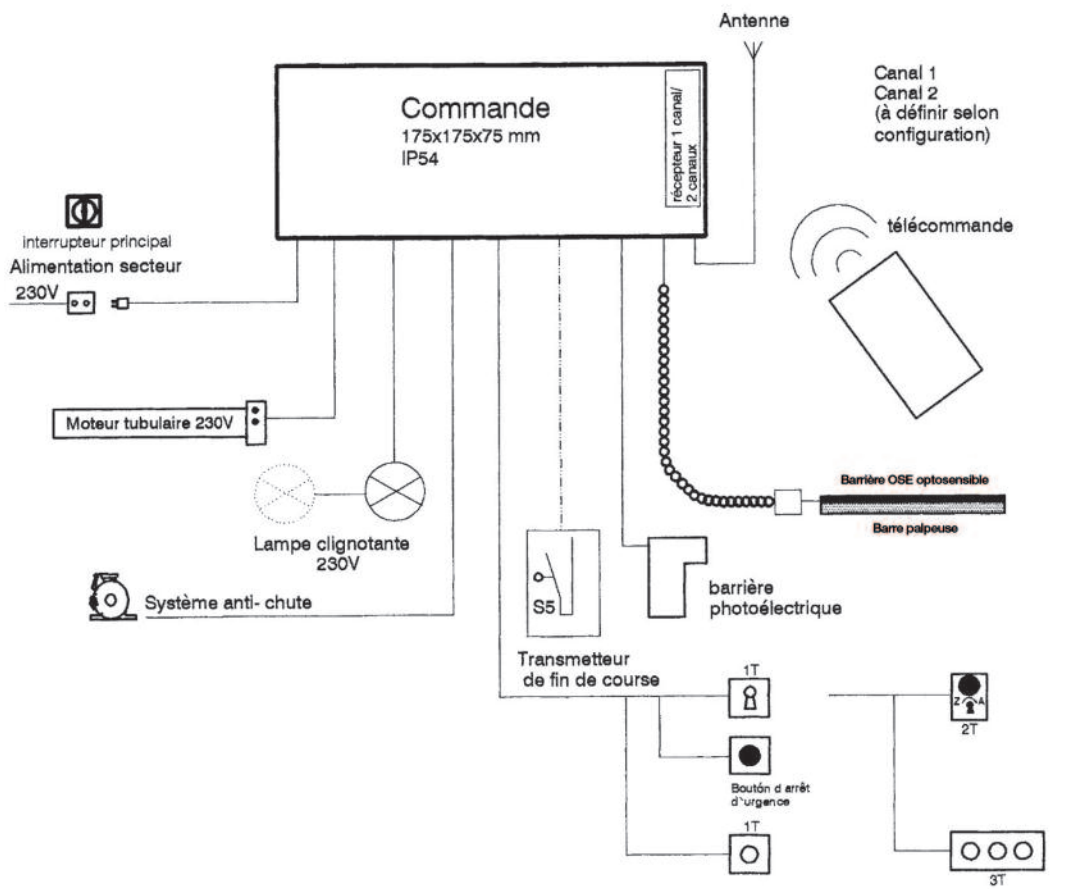 Antenne
Canal 1
Canal 2
(à définir selon
configuration)
Commande
175x175x75 mm
IP54
récepteur 1 canal/
2 canaux
interrupteur principal
Alimentation secteur
230V
télécommande
Moteur tubulaire 230V
Barrière OSE optosensible
Barre palpeuse
Lampe clignotante
230V
Système anti- chute
S5
barrière
photoélectrique
Transmetteur
de fin de course
1T
Z A
2T
Boutón d arrêt
d'urgence
1T
3T